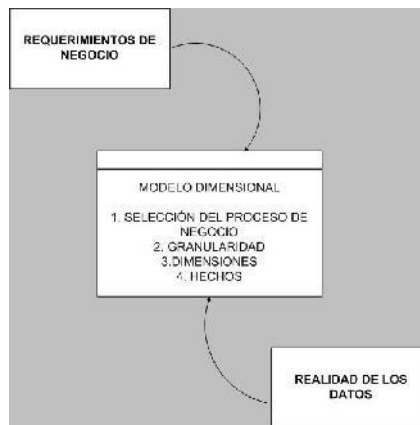 REQUERIMIENTOS DE
NEGOCIO
MODELO DIMENSIONAL
1. SELECCIÓN DEL PROCESO DE
NEGOCIO
2. GRANULARIDAD
3.DIMENSIONES
4. HECHOS
REALIDAD DE LOS
DATOS